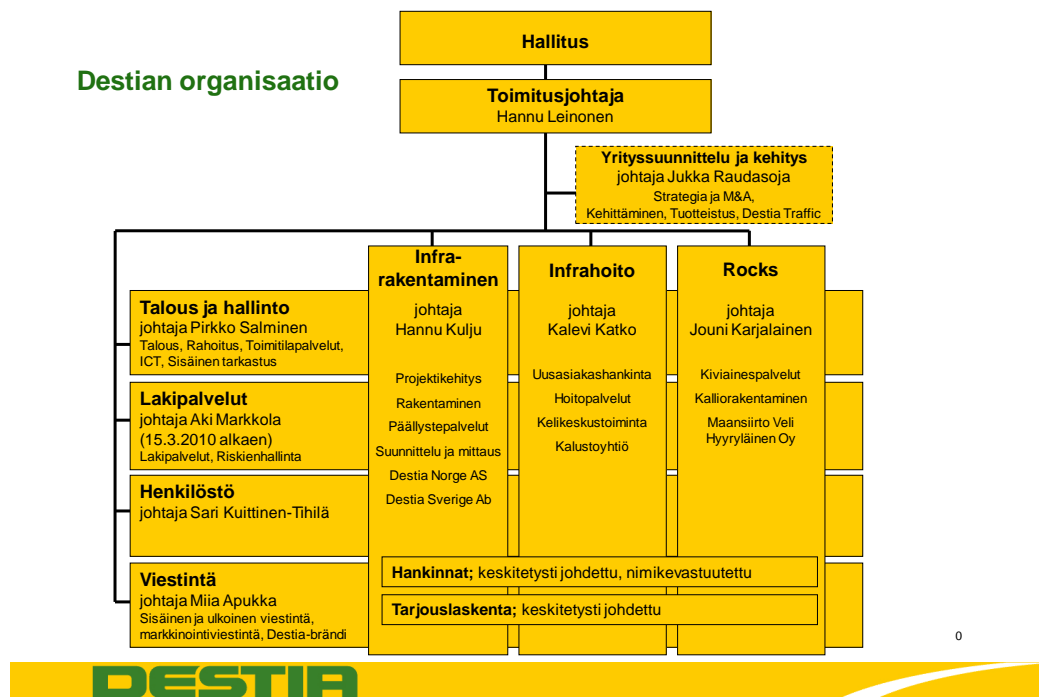 Destian organisaatio
Hallitus
Toimitusjohtaja
Hannu Leinonen
Yrityssuunnittelu ja kehitys
johtaja Jukka Raudasoja
Strategia ja M&A,
Kehittäminen, Tuotteistus, Destia Traffic
Talous ja hallinto
johtaja Pirkko Salminen
Talous, Rahoitus, Toimitilapalvelut,
ICT, Sisäinen tarkastus
Lakipalvelut
johtaja Aki Markkola
(15.3.2010 alkaen)
Lakipalvelut, Riskienhallinta
Henkilöstö
johtaja Sari Kuittinen-Tihilä
Viestintä
johtaja Miia Apukka
Sisäinen ja ulkoinen viestintä,
markkinointiviestintä, Destia-brändi
Infra-
rakentaminen
johtaja
Hannu Kulju
Projektikehitys
Rakentaminen
Päällystepalvelut
Suunnittelu ja mittaus
Destia Norge AS
Destia Sverige Ab
Infrahoito
johtaja
Kalevi Katko
Uusasiakashankinta
Hoitopalvelut
Kelikeskustoiminta
Kalustoyhtiö
Rocks
johtaja
Jouni Karjalainen
Kiviainespalvelut
Kalliorakentaminen
Maansiirto Veli
Hyyryläinen Oy
Hankinnat; keskitetysti johdettu, nimikevastuutettu
Tarjouslaskenta; keskitetysti johdettu
0
DESTIA